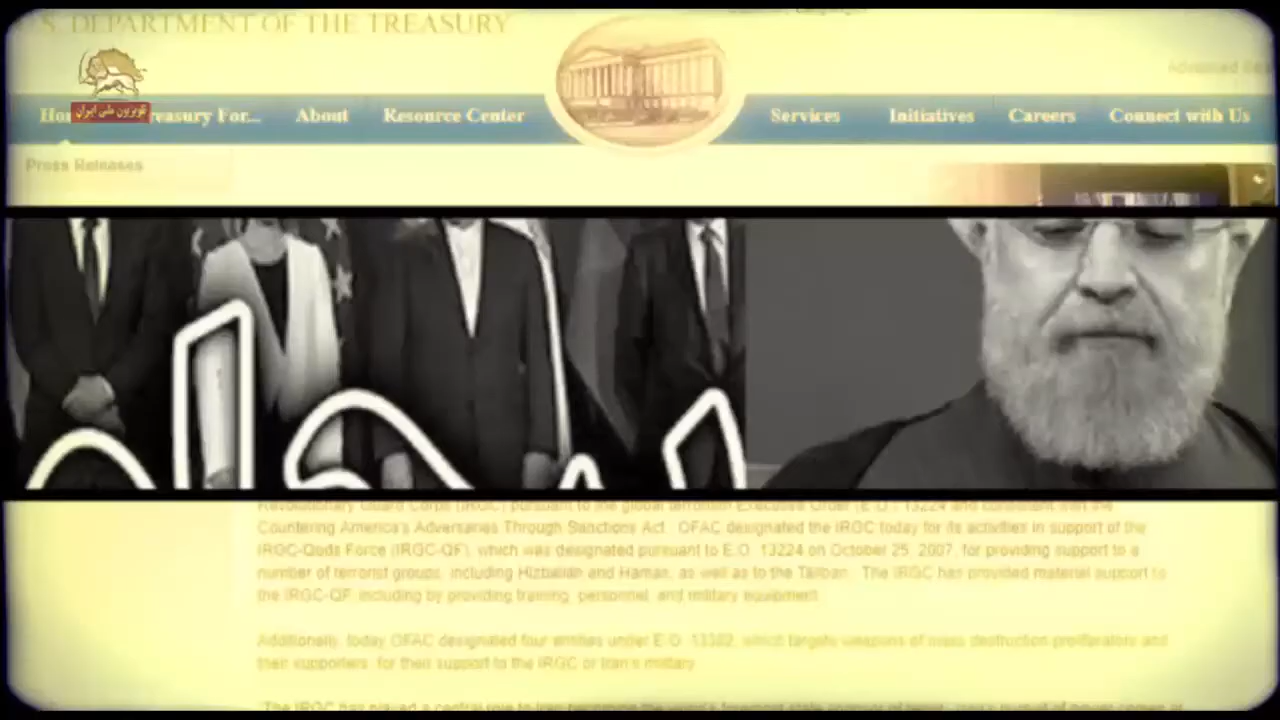 S. DEPARTMENT OF THE TREASURY
تلویزیون ملی ایران
Treasury For...
About
Resource Center
Services
Initiatives
Careers
Connect with Us
Press Releases
Revolutionary Guard Corps (IRGC) pursuant to the global terrorism Executive Order (E.O.) 13224 and consistent with the
Countering America's Adversaries Through Sanctions Act. OFAC designated the IRGC today for its activities in support of the
IRGC-Qods Force (IRGC-QF), which was designated pursuant to E.O. 13224 on October 25, 2007, for providing support to a
number of terrorist groups, including Hizballah and Hamas, as well as to the Taliban. The IRGC has provided material support to
the IRGC-QF, including by providing training, personnel, and military equipment.
Additionally, today OFAC designated four entities under E.O. 13382, which targets weapons of mass destruction proliferators and
their supporters, for their support to the IRGC or Iran's military.